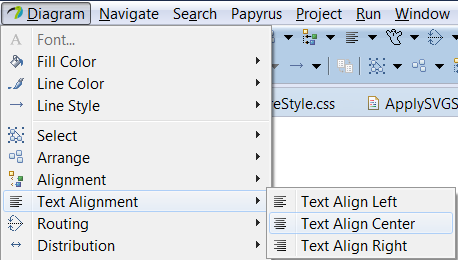 Diagram Navigate Search Papyrus Project Run Window
Font...
Fill Color
Line Color
Line Style
Select
Arrange
Alignment
Text Alignment
Routing
Distribution
eStyle.css
ApplySVGS
Text Align Left
Text Align Center
Text Align Right